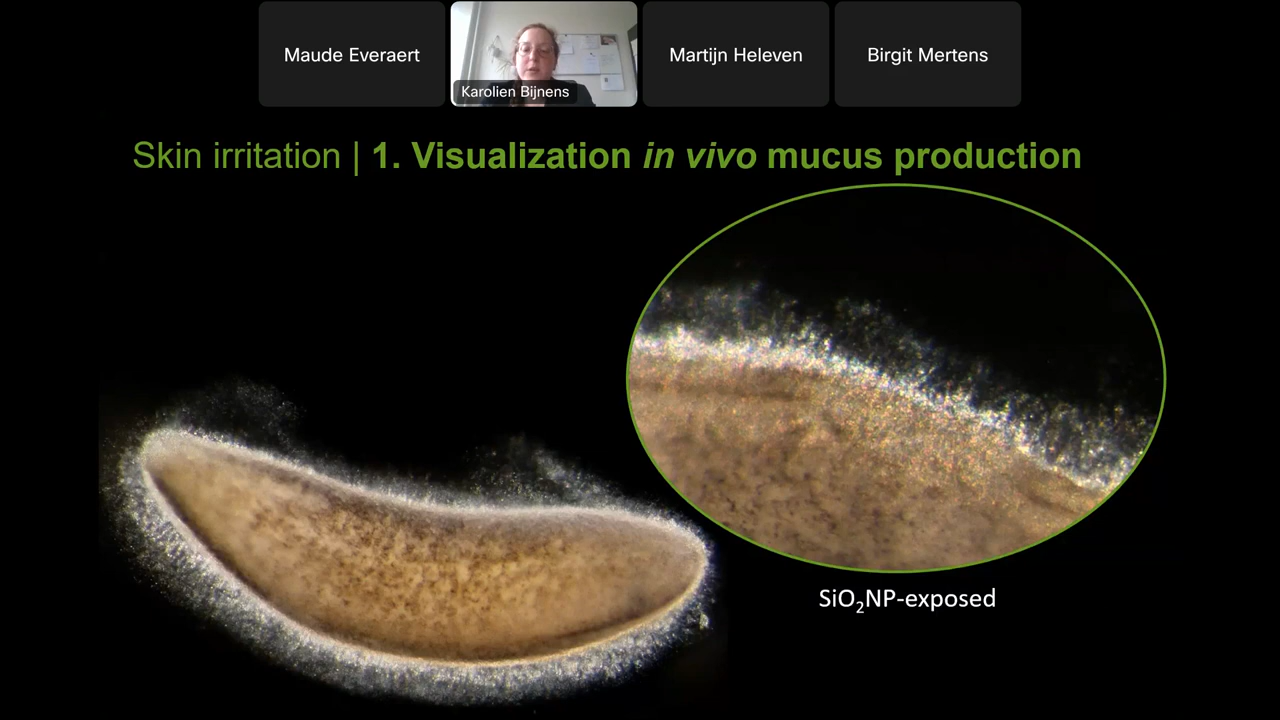 Maude Everaert
Karolien Bijnens
Martijn Heleven
Birgit Mertens
Skin irritation | 1. Visualization in vivo mucus production
SiO₂NP-exposed